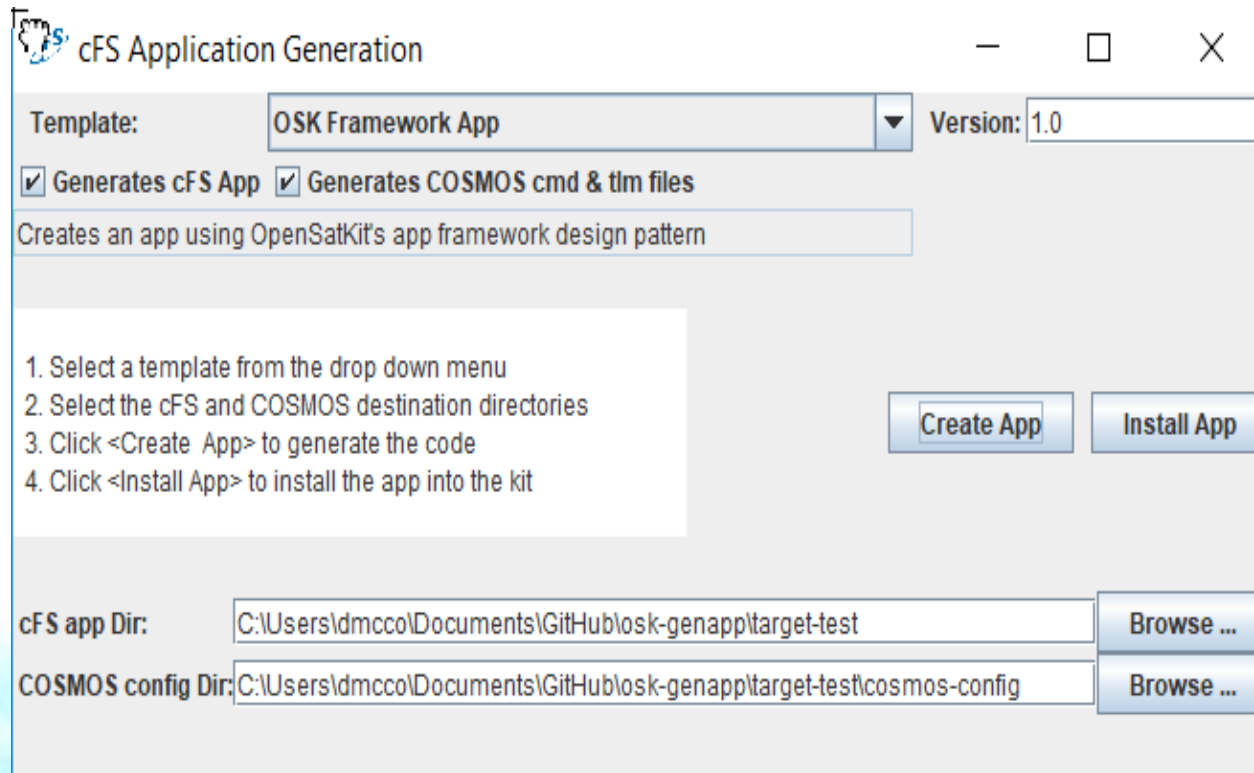 cFS Application Generation
Template: OSK Framework App Version: 1.0
Generates cFS App Generates COSMOS cmd & tlm files
Creates an app using OpenSatKit's app framework design pattern
1. Select a template from the drop down menu
2. Select the cFS and COSMOS destination directories
3. Click <Create App> to generate the code
4. Click <Install App> to install the app into the kit
Create App Install App
cFS app Dir: C:\Users\dmcco\Documents\GitHub\osk-genapp\target-test Browse ...
COSMOS config Dir: C:\Users\dmcco\Documents\GitHub\osk-genapp\target-test\cosmos-config Browse ...